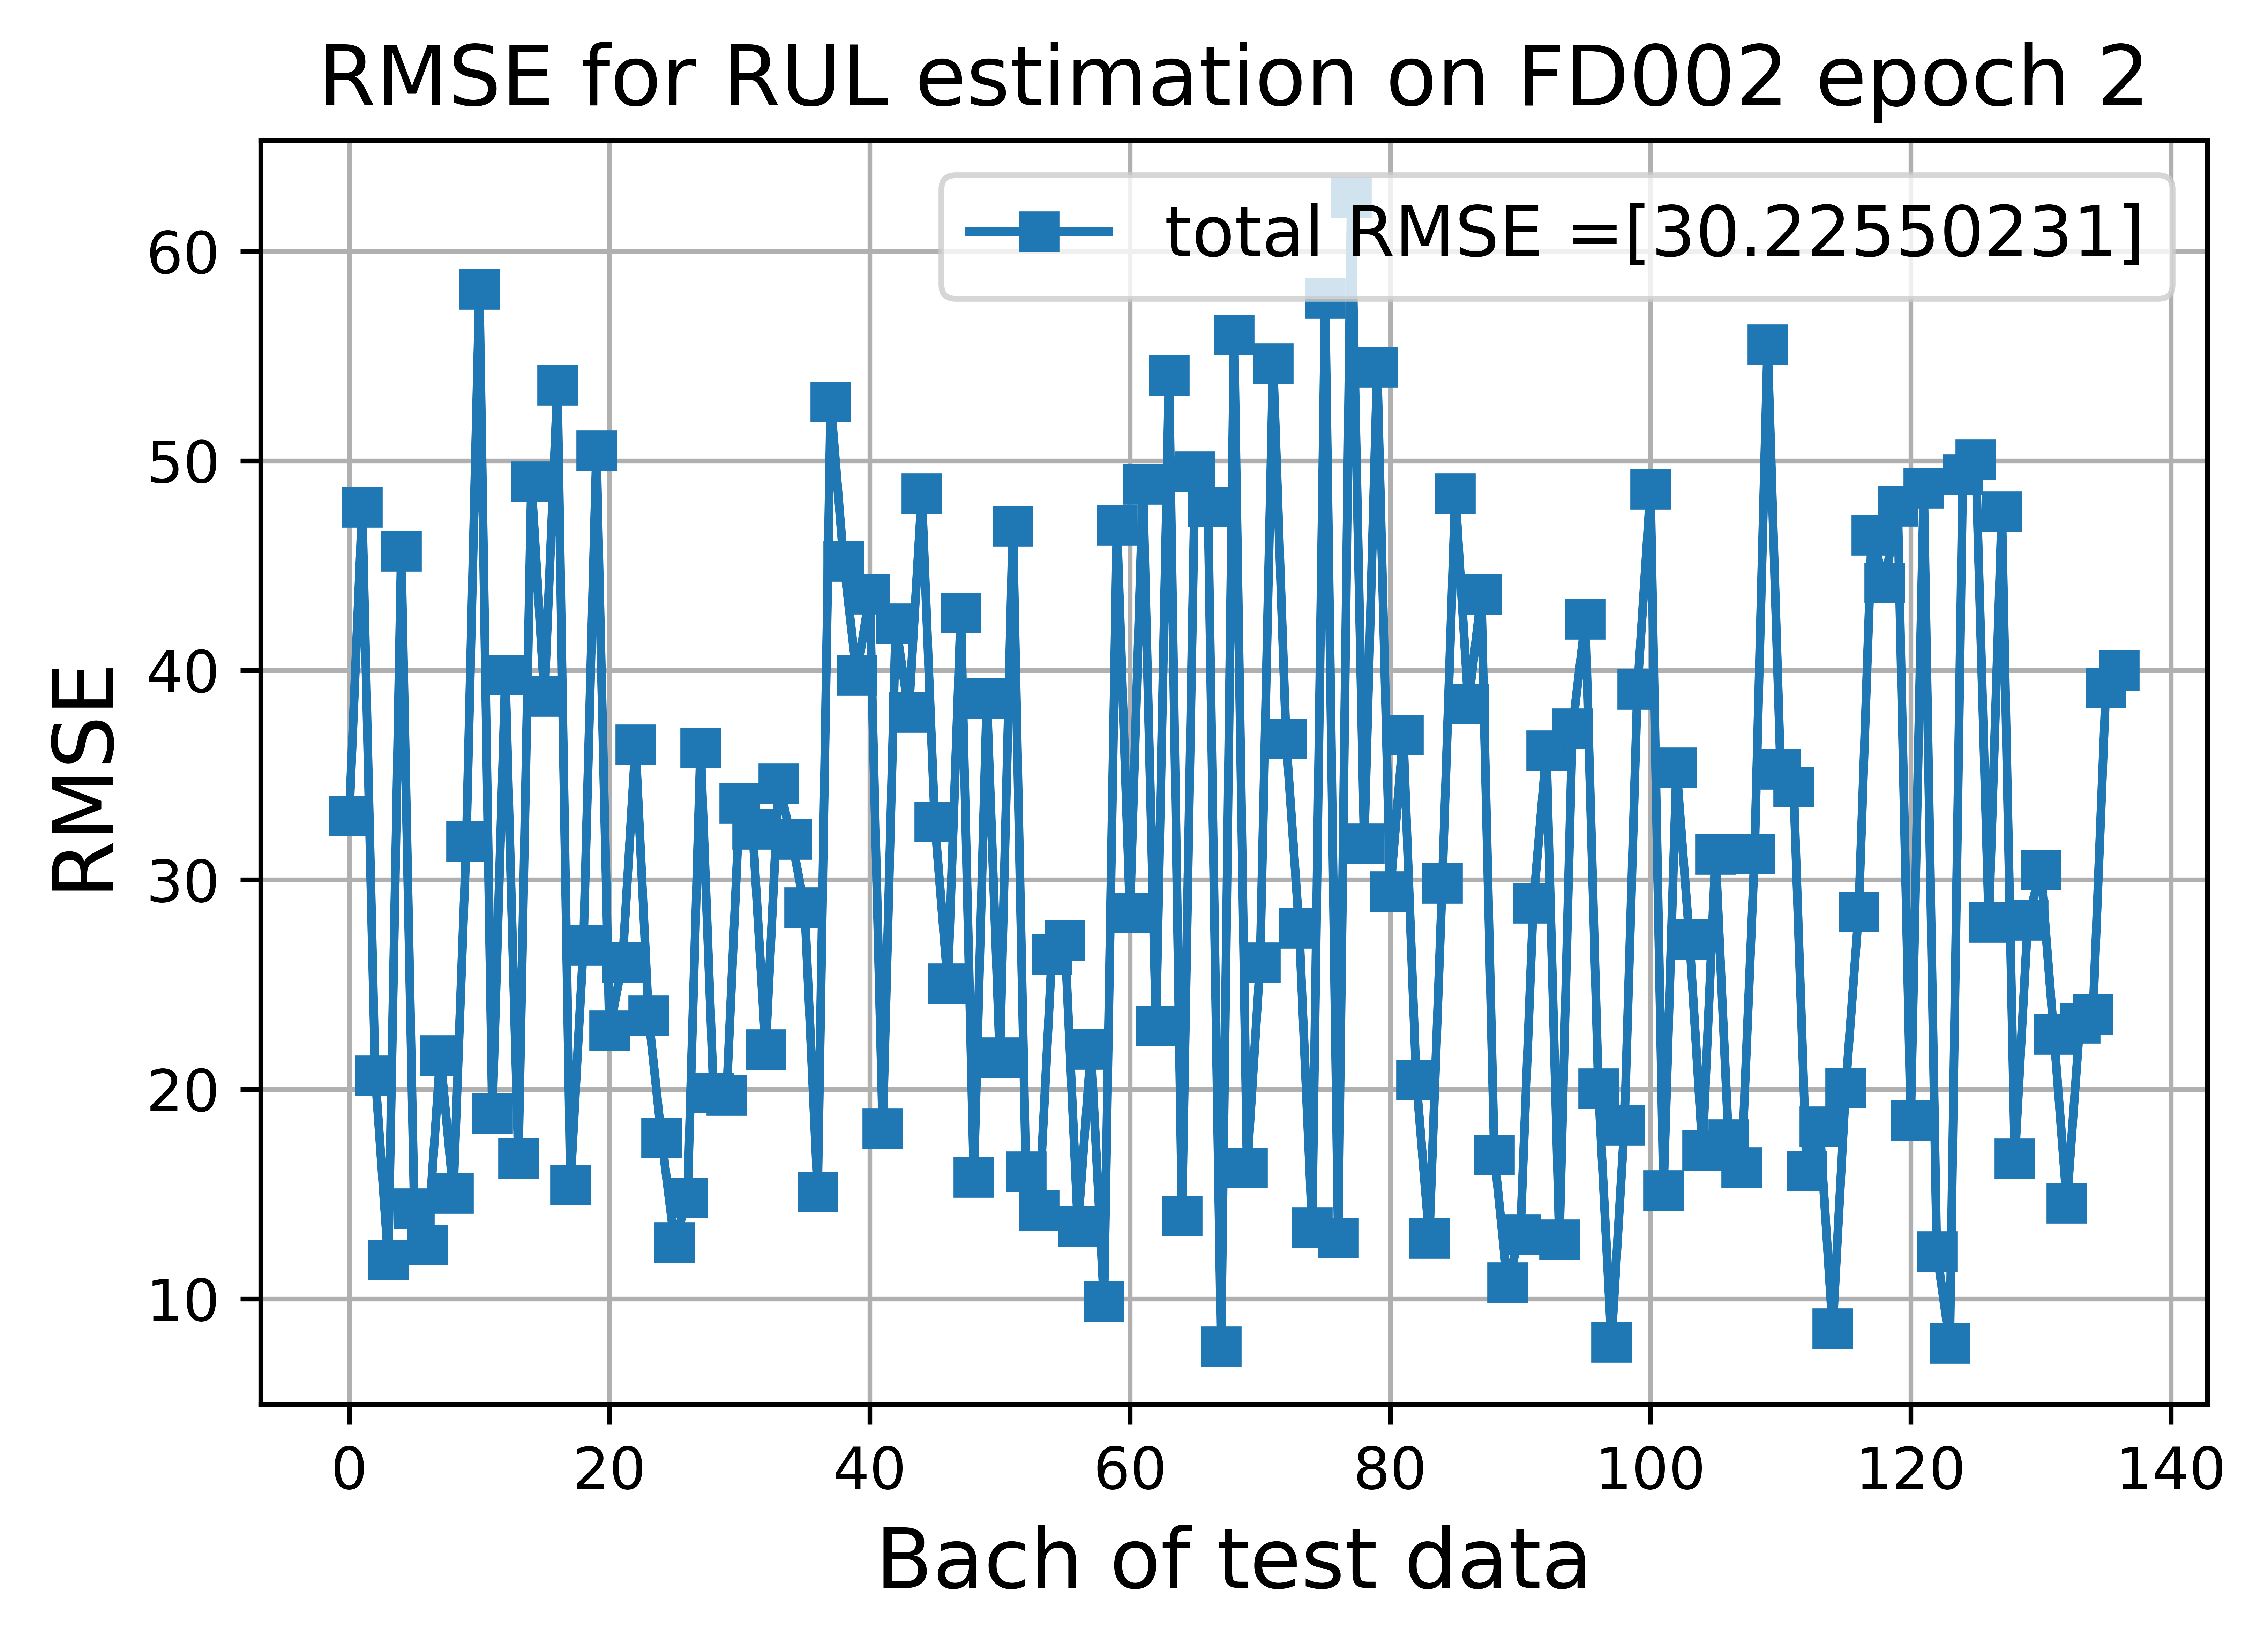 RMSE for RUL estimation on FD002 epoch 2
total RMSE =[30.22550231]
60
50
40
30
20
10
RMSE
0 20 40 60 80 100 120 140
Bach of test data